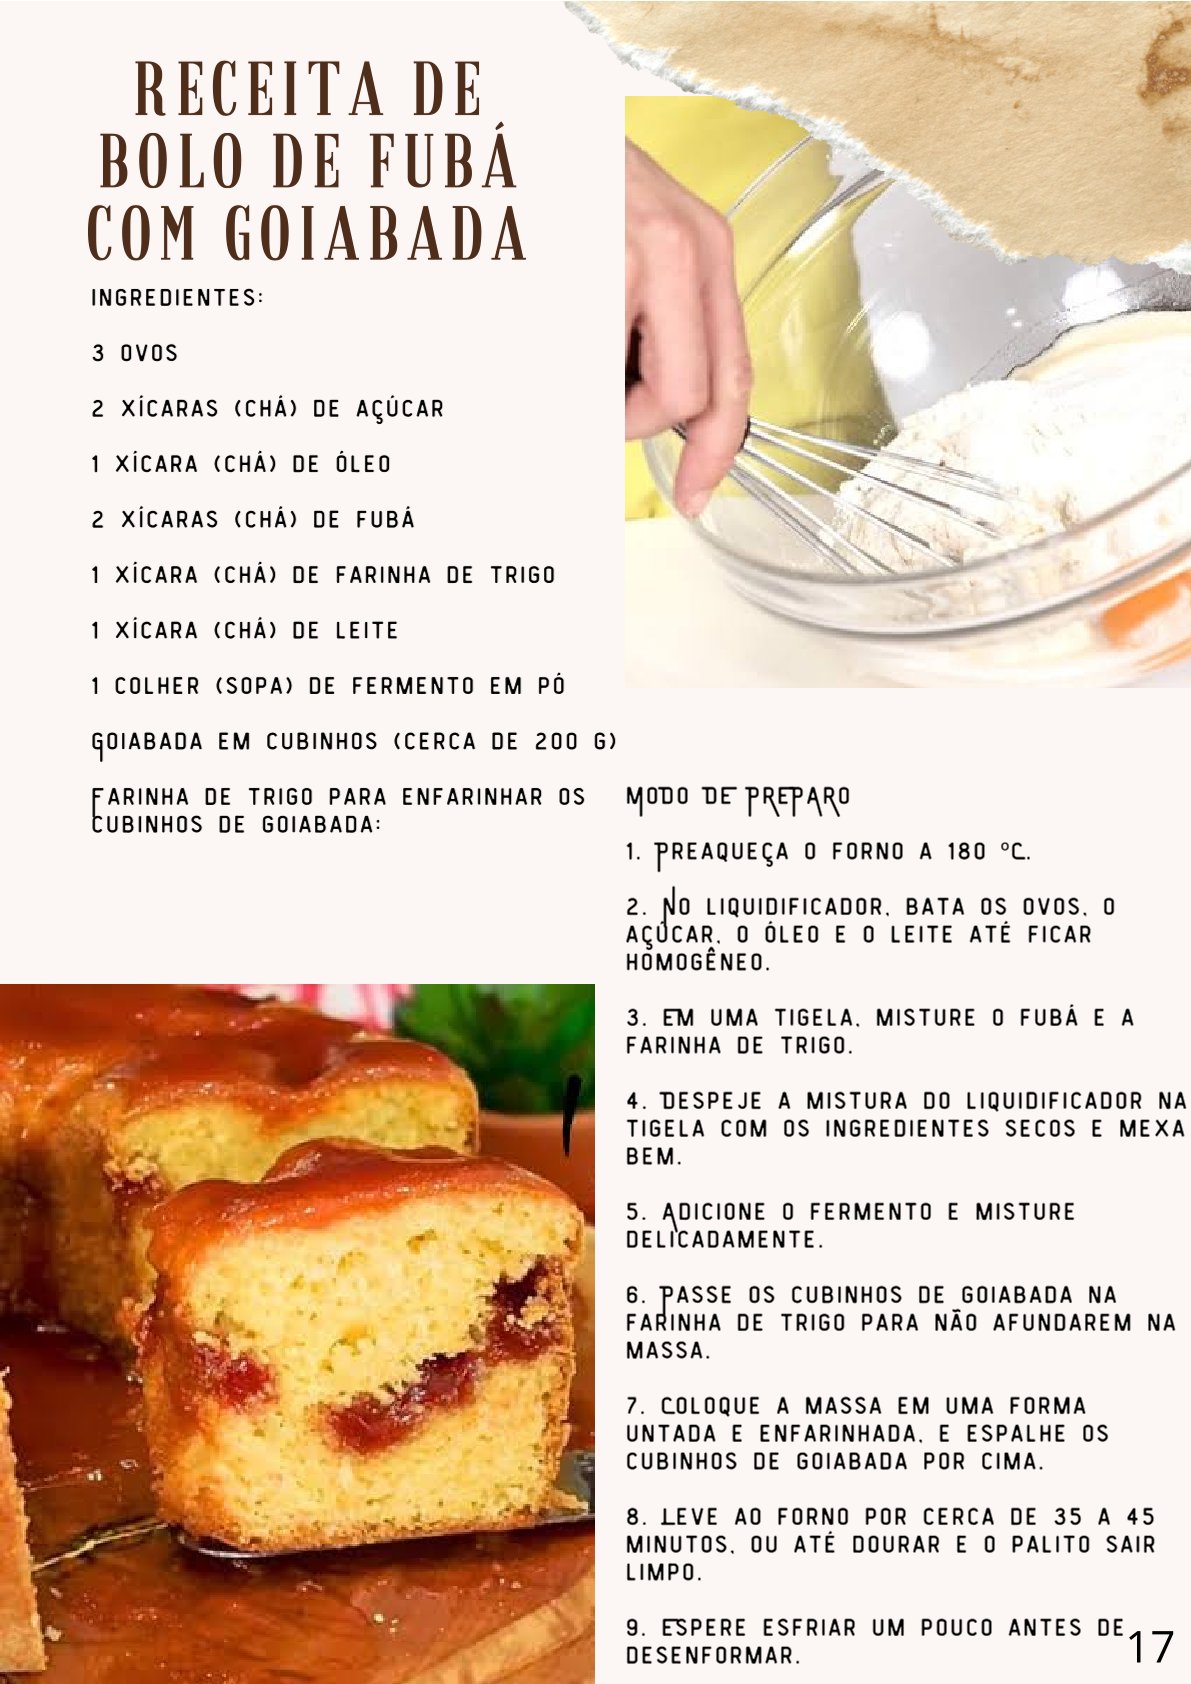 RECEITA DE
BOLO DE FUBÁ
COM GOIABADA
INGREDIENTES:
3 OVOS
2 XÍCARAS (CHÁ) DE AÇÚCAR
1 XÍCARA (CHÁ) DE ÓLEO
2 XÍCARAS (CHÁ) DE FUBÁ
1 XÍCARA (CHÁ) DE FARINHA DE TRIGO
1 XÍCARA (CHÁ) DE LEITE
1 COLHER (SOPA) DE FERMENTO EM PÓ
GOIABADA EM CUBINHOS (CERCA DE 200 G)
FARINHA DE TRIGO PARA ENFARINHAR OS
CUBINHOS DE GOIABADA:
MODO DE PREPARO
1. PREAQUEÇA O FORNO A 180 ºC.
2. NO LIQUIDIFICADOR, BATA OS OVOS, O
AÇÚCAR, O ÓLEO E O LEITE ATÉ FICAR
HOMOGÊNEO.
3. EM UMA TIGELA, MISTURE O FUBÁ E A
FARINHA DE TRIGO.
4. DESPEJE A MISTURA DO LIQUIDIFICADOR NA
TIGELA COM OS INGREDIENTES SECOS E MEXA
BEM.
5. ADICIONE O FERMENTO E MISTURE
DELICADAMENTE.
6. PASSE OS CUBINHOS DE GOIABADA NA
FARINHA DE TRIGO PARA NÃO AFUNDAREM NA
MASSA.
7. COLOQUE A MASSA EM UMA FORMA
UNTADA E ENFARINHADA, E ESPALHE OS
CUBINHOS DE GOIABADA POR CIMA.
8. LEVE AO FORNO POR CERCA DE 35 A 45
MINUTOS, OU ATÉ DOURAR E O PALITO SAIR
LIMPO.
9. ESPERE ESFRIAR UM POUCO ANTES DE
DESENFORMAR.
17